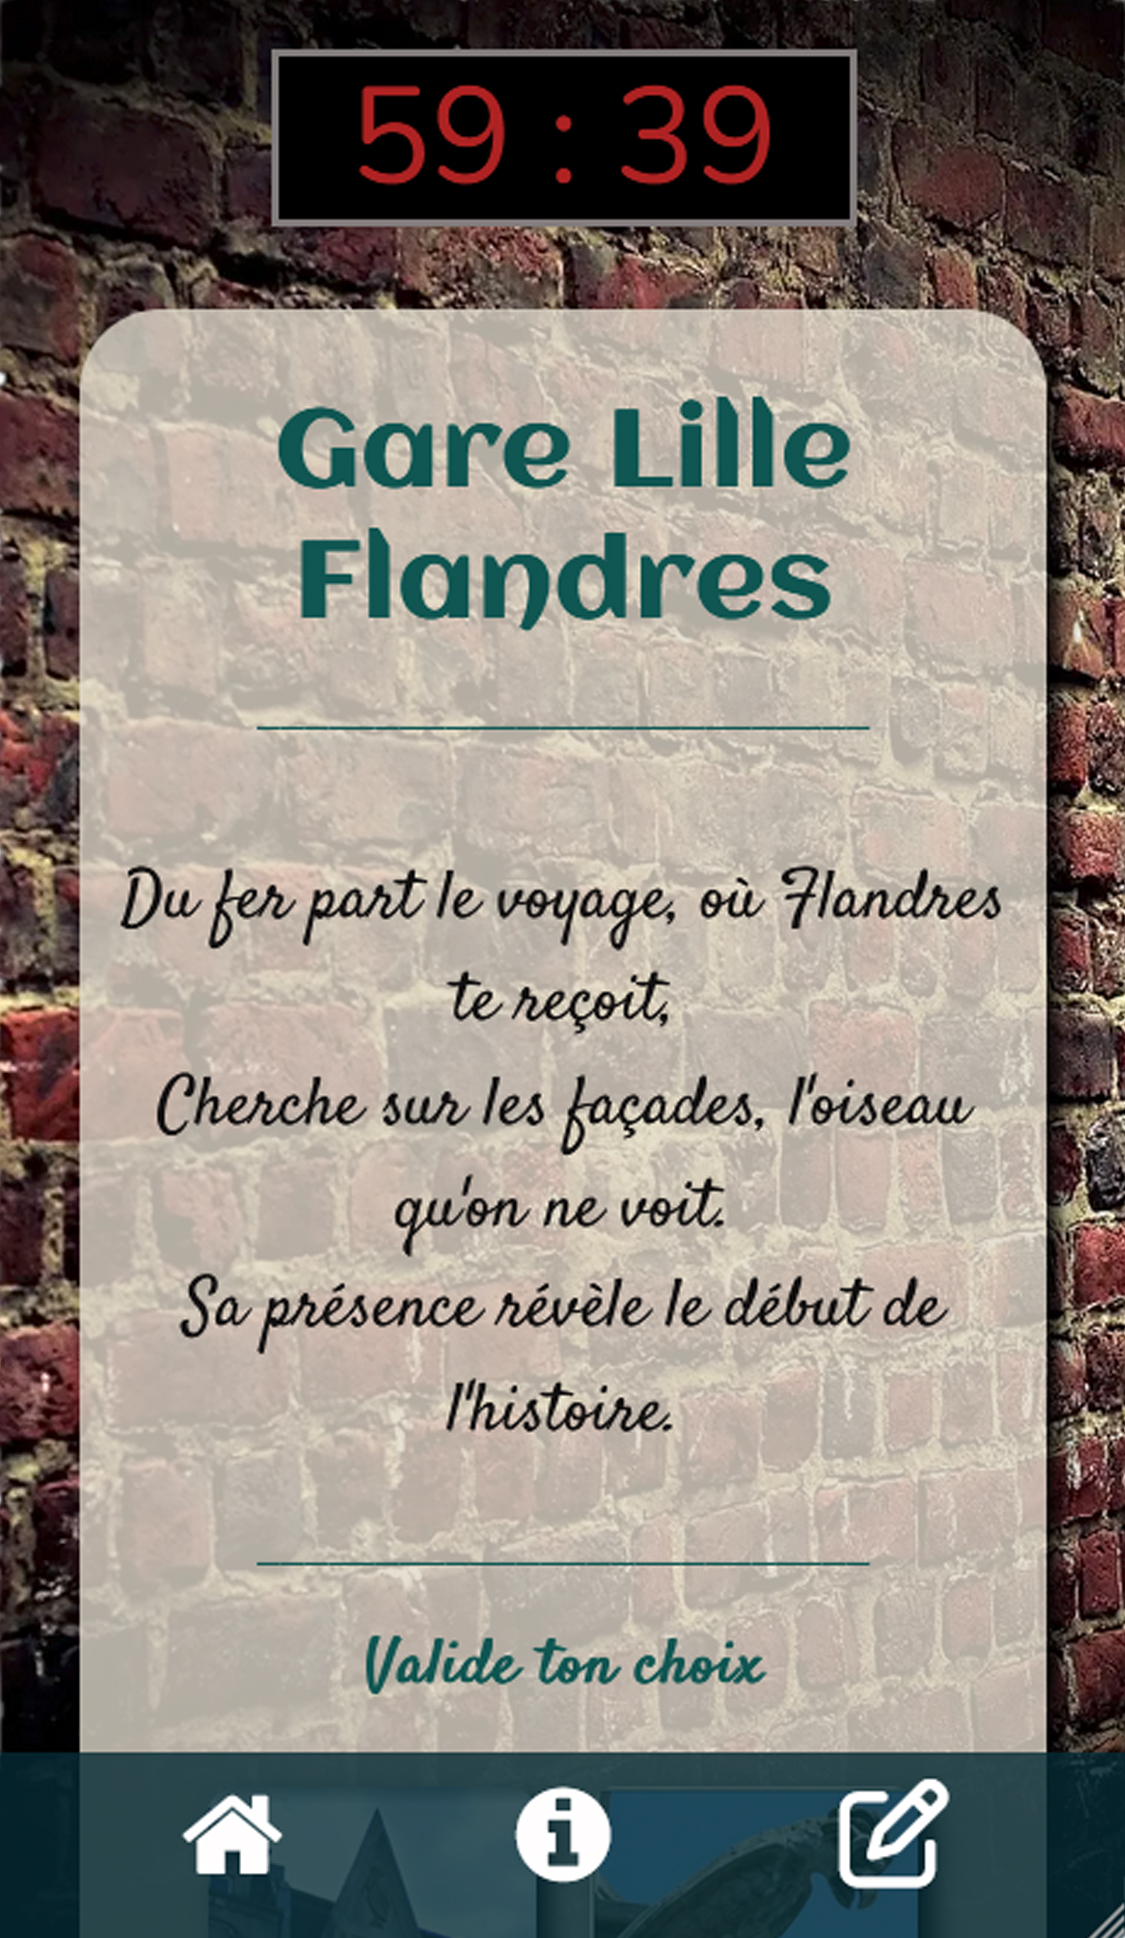 59 : 39
Gare Lille
Flandres
Du fer part le voyage, où Flandres
te reçoit,
Cherche sur les façades, l'oiseau
qu'on ne voit.
Sa présence révèle le début de
l'histoire.
Valide ton choix